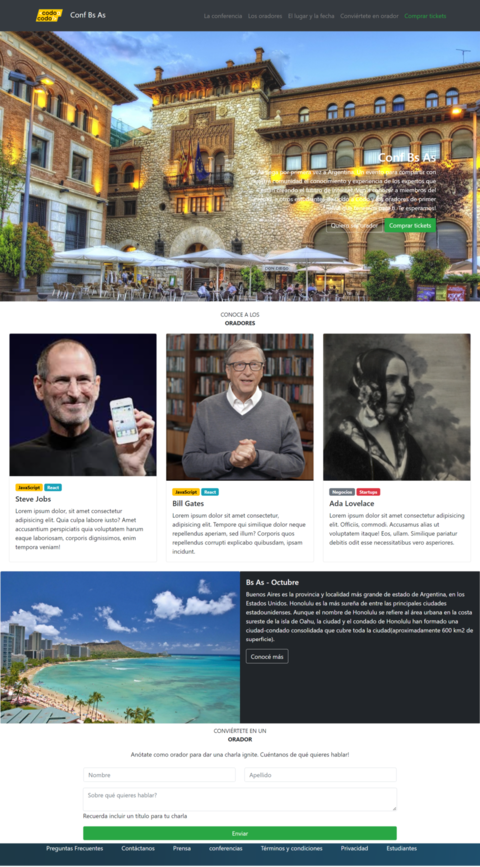 codo
codo
Conf Bs As
La conferencia
Los oradores
El lugar y la fecha
Conviértete en orador
Comprar tickets
Conf Bs As
Comprar tickets
CONOCE A LOS
ORADORES
JavaScript
React
Steve Jobs
Lorem ipsum dolor sit amet, consectetur
adipisicing elit. Quia culpa labore iusto? Amet
accusantium perspiciatis quia voluptatem harum
eaque laboriosam, corporis dignissimos, enim
tempora veniam!
JavaScript
React
Bill Gates
Lorem ipsum dolor sit amet consectetur,
adipisicing elit. Tempore qui similique dolor neque
repellendus aperiam, sed illum? Corporis quos
repellendus corrupti explicabo quibusdam, ipsam
incidunt.
Negocios
Startups
Ada Lovelace
Lorem ipsum dolor sit amet consectetur adipisicing
elit. Officiis, commodi. Accusamus alias ut
voluptatem itaque! Eos, ullam. Similique pariatur
debitis odit esse necessitatibus vero asperiores.
Bs As - Octubre
Buenos Aires es la provincia y localidad más grande de estado de Argentina, en los
Estados Unidos. Honolulu es la más sureña de entre las principales ciudades
estadounidenses. Aunque el nombre de Honolulu se refiere al área urbana en la costa
sureste de la isla de Oahu, la ciudad y el condado de Honolulu han formado una
ciudad-condado consolidada que cubre toda la ciudad(aproximadamente 600 km2 de
superficie).
Conocé más
CONVIÉRTETE EN UN
ORADOR
Anótate como orador para dar una charla ignite. Cuéntanos de qué quieres hablar!
Nombre
Apellido
Sobre qué quieres hablar?
Recuerda incluir un título para tu charla
Enviar
Preguntas Frecuentes
Contáctanos
Prensa
conferencias
Términos y condiciones
Privacidad
Estudiantes